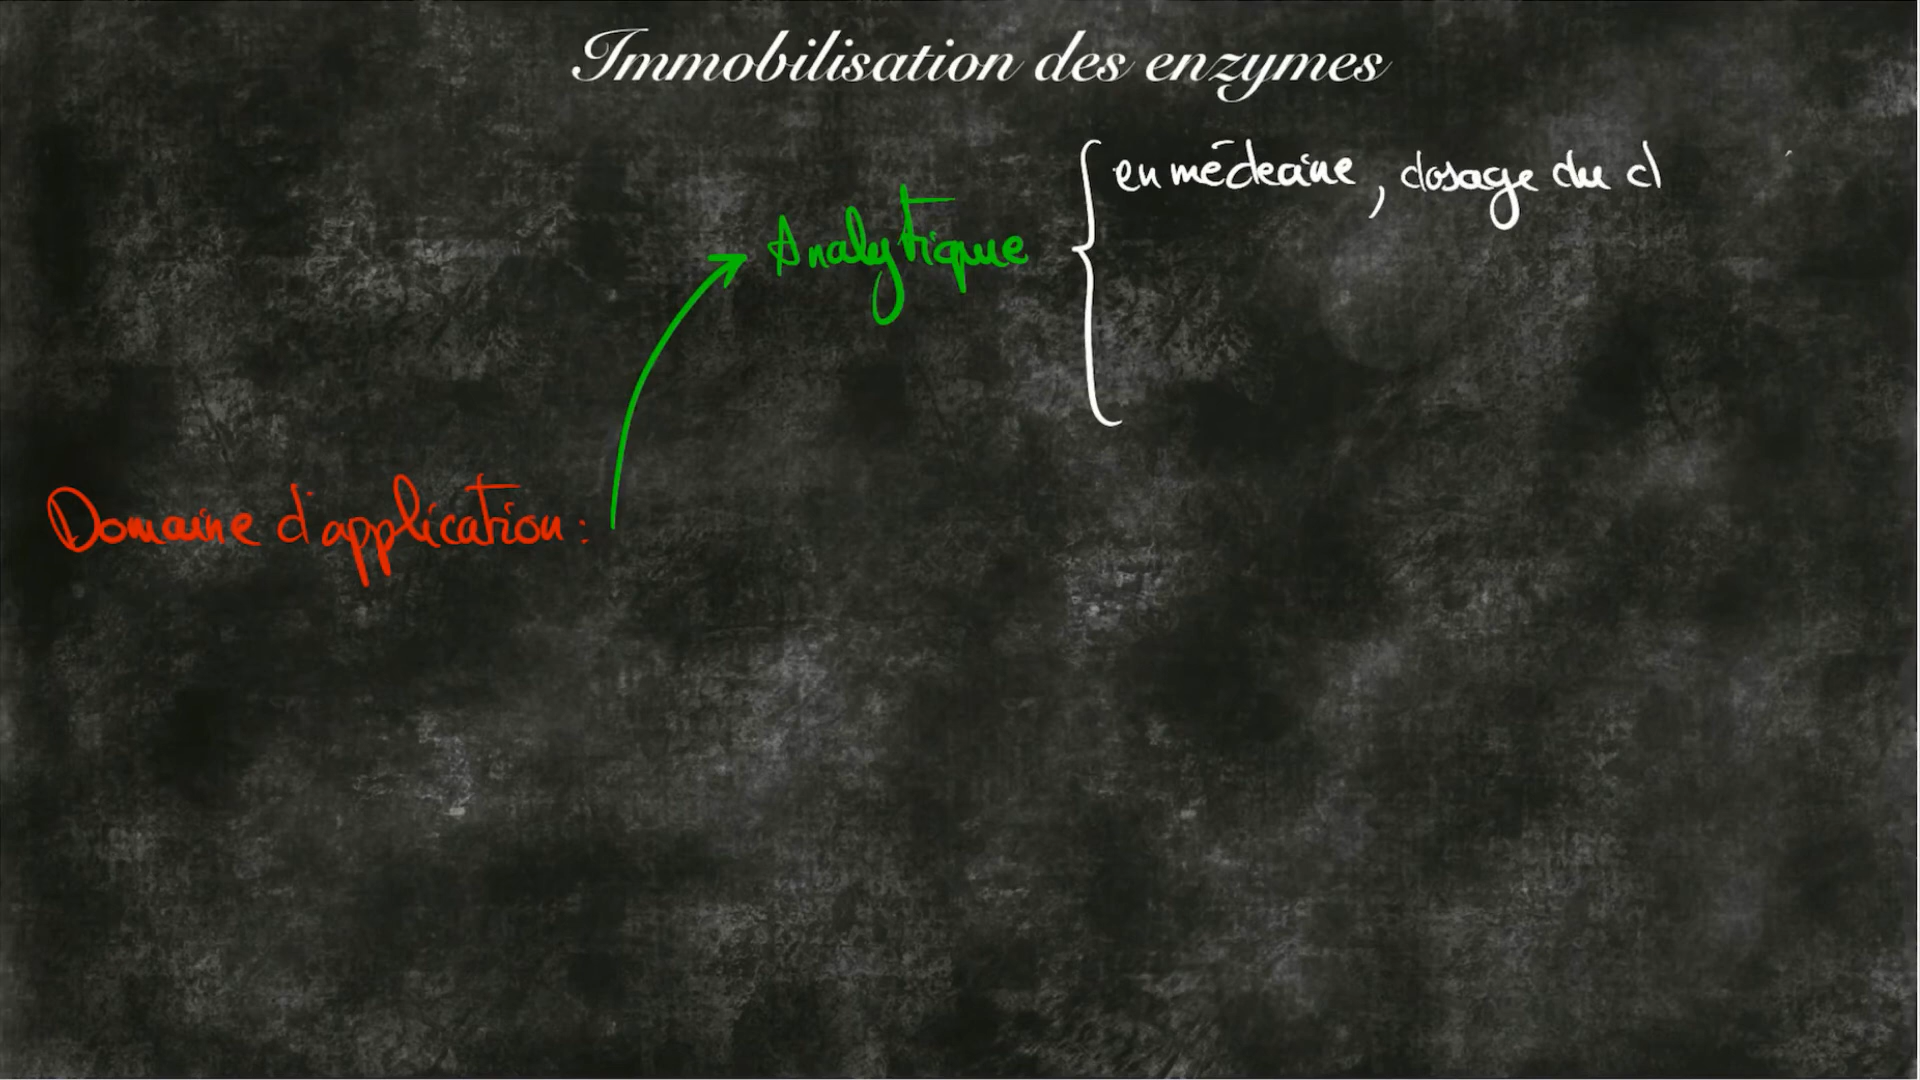 Immobilisation des enzymes
en médecine, dosage du cl
Analytique
Domaine d'application :